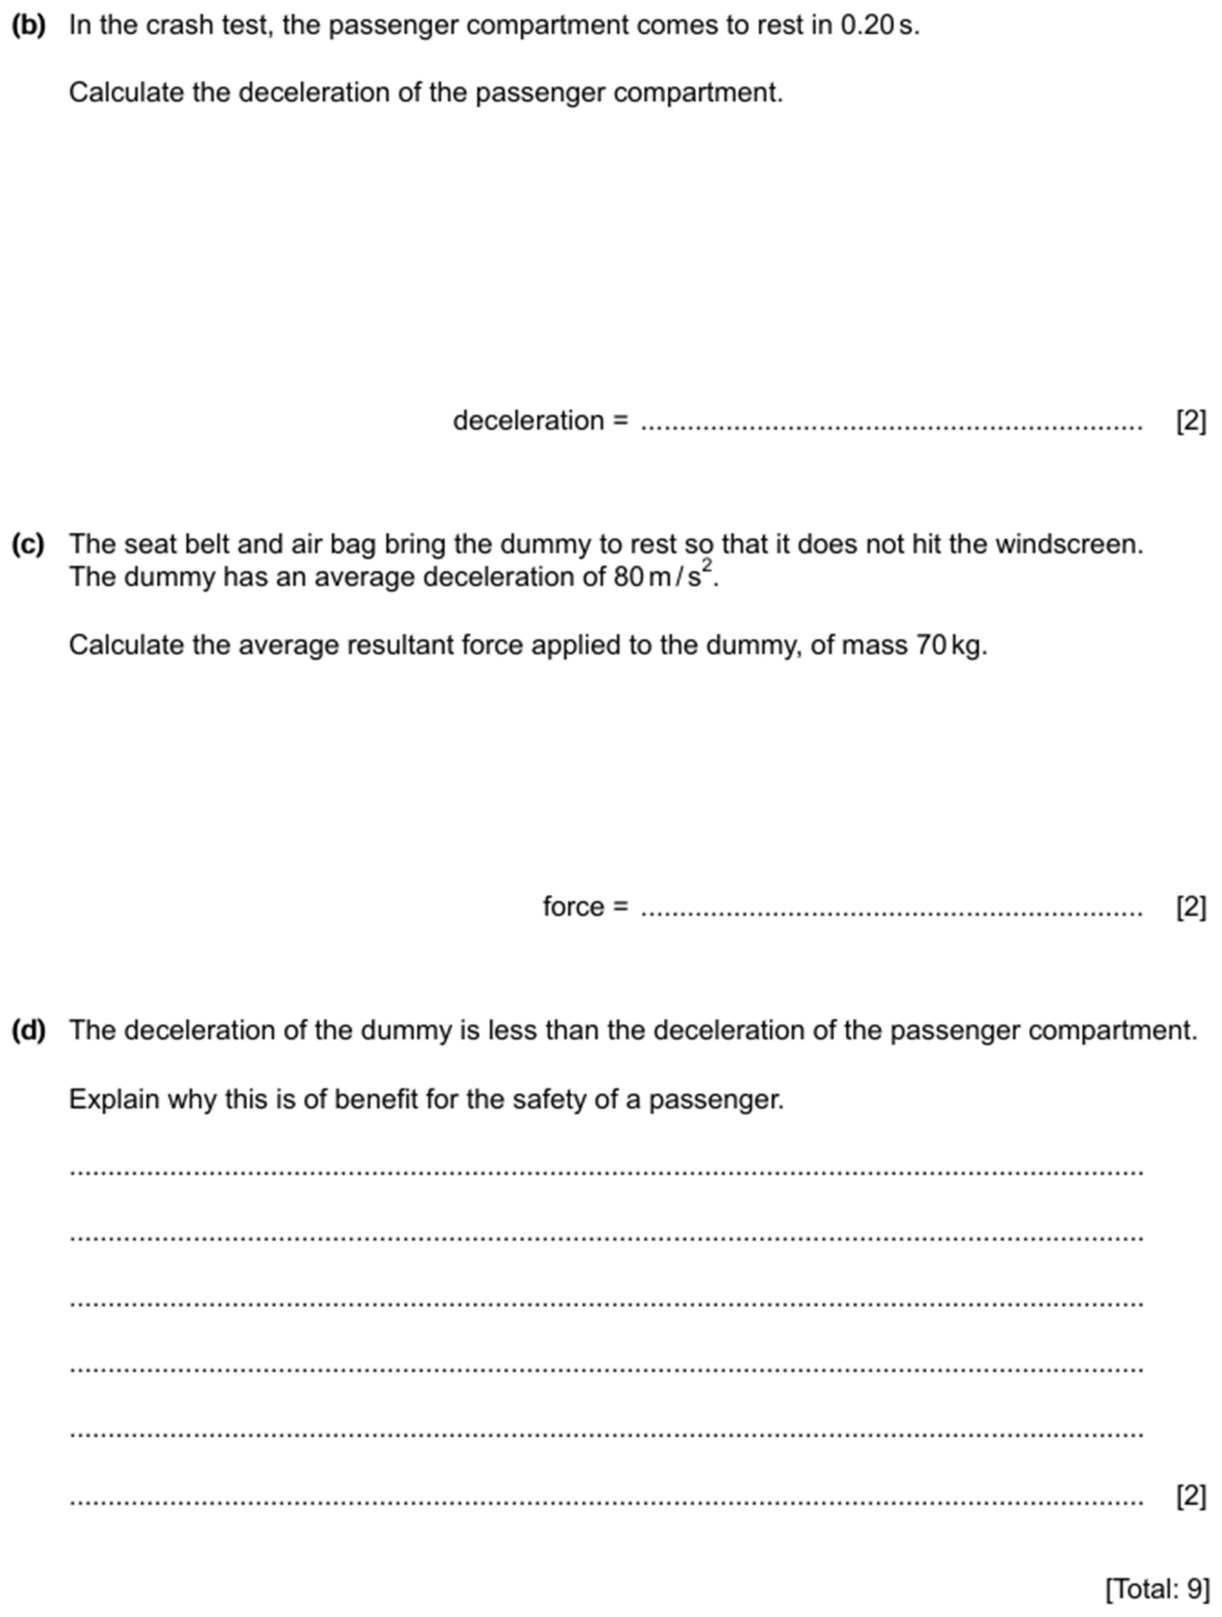 (b) In the crash test, the passenger compartment comes to rest in 0.20 s.
Calculate the deceleration of the passenger compartment.
deceleration = ................................................................ [2]
(c) The seat belt and air bag bring the dummy to rest so that it does not hit the windscreen.
The dummy has an average deceleration of 80 m / s².
Calculate the average resultant force applied to the dummy, of mass 70 kg.
force = ................................................................ [2]
(d) The deceleration of the dummy is less than the deceleration of the passenger compartment.
Explain why this is of benefit for the safety of a passenger.
..........................................................................................
..........................................................................................
..........................................................................................
..........................................................................................
..........................................................................................
.......................................................................................... [2]
[Total: 9]